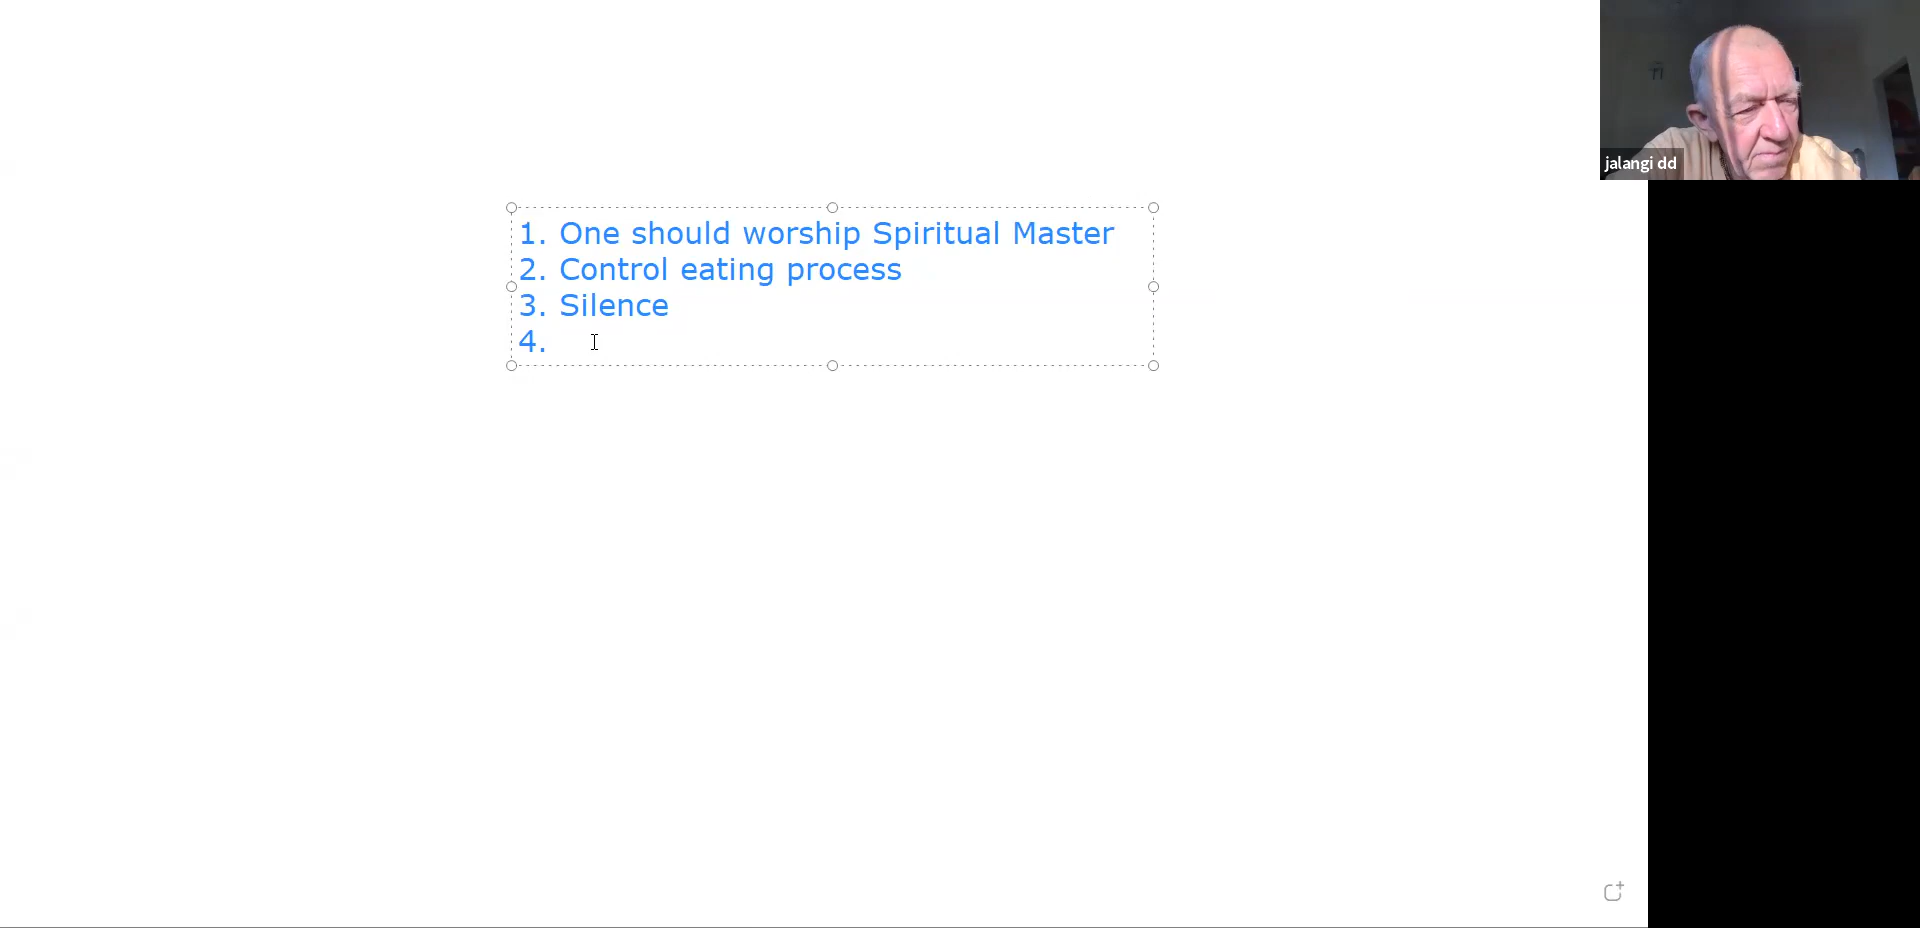 jalangi dd
1. One should worship Spiritual Master
2. Control eating process
3. Silence
4.